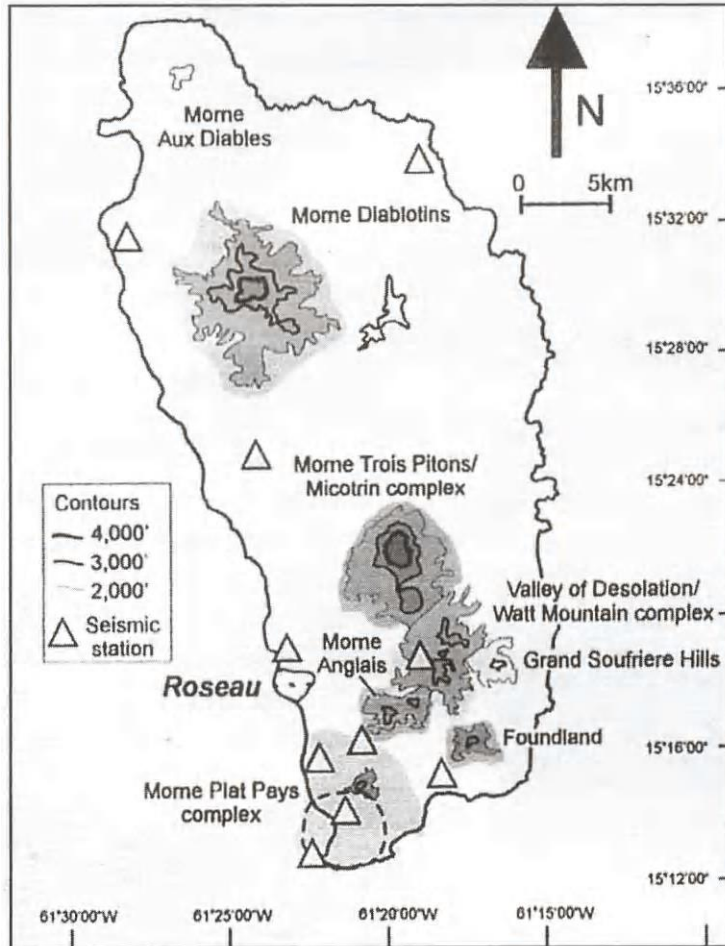 Morne
Aux Diables
N
0 5km
15°36'00"
Morne Diablotins
15°32'00"
15°28'00"
Morne Trois Pitons/
Micotrin complex
15°24'00"
Contours
4,000'
3,000'
2,000'
Seismic
station
Valley of Desolation/
Watt Mountain complex
Morne
Anglais
Grand Soufriere Hills
Roseau
Foundland
15°16'00"
Morne Plat Pays
complex
15°12'00"
61°30'00"W 61°25'00"W 61°20'00"W 61°15'00"W